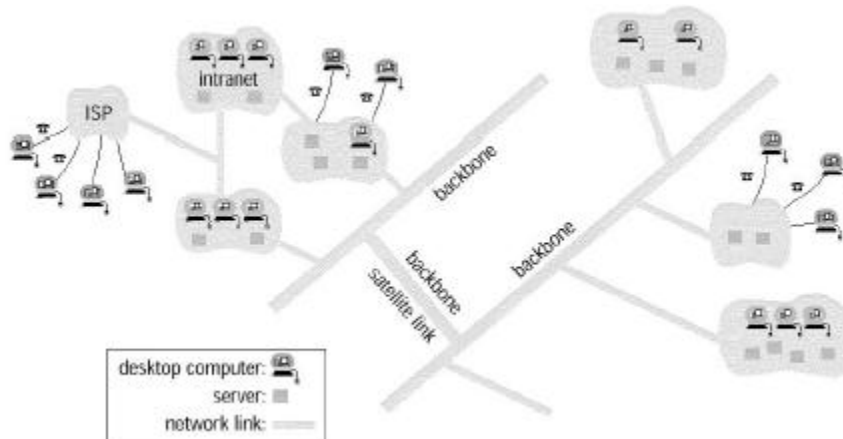 intranet
ISP
backbone
backbone
backbone
satellite link
desktop computer:
server:
network link: